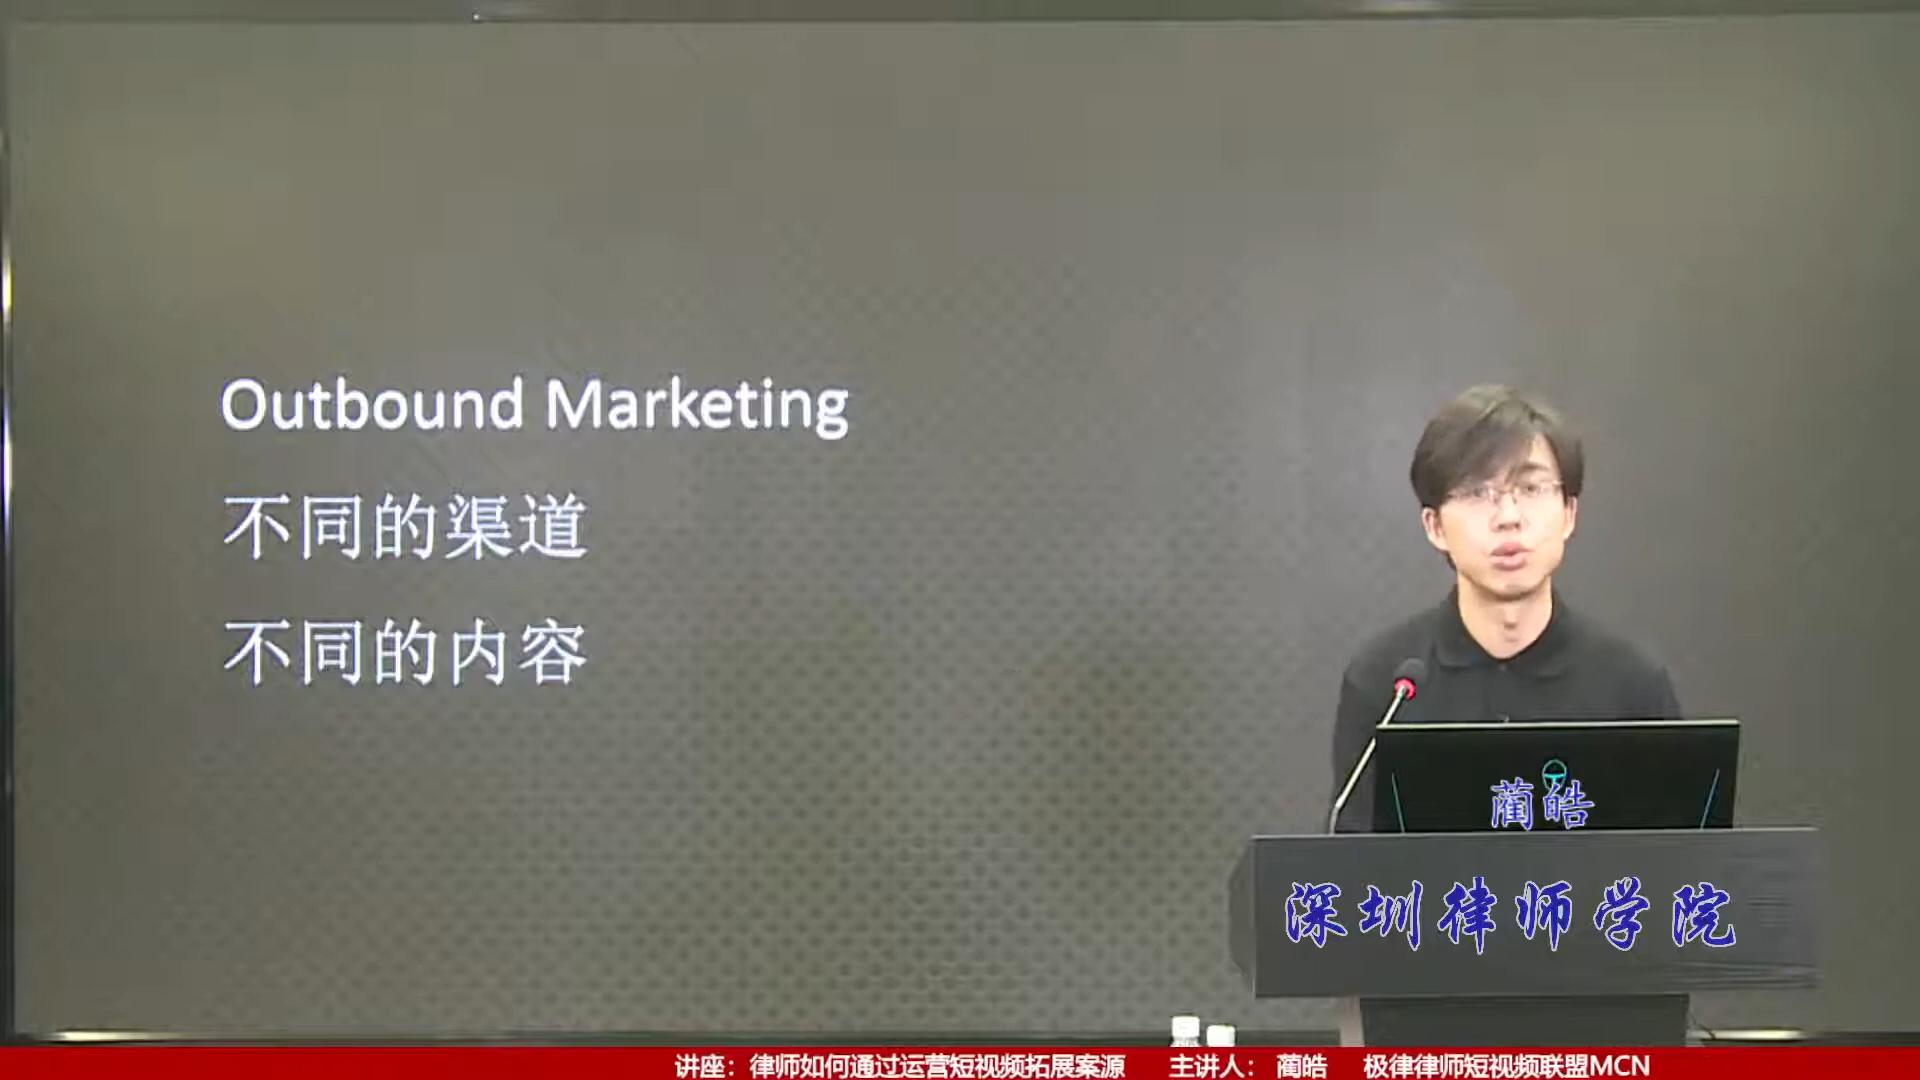 Outbound Marketing
不同的渠道
不同的内容
蔺皓
深圳律师学院
讲座：律师如何通过运营短视频拓展案源 主讲人： 蔺皓 极律律师短视频联盟MCN